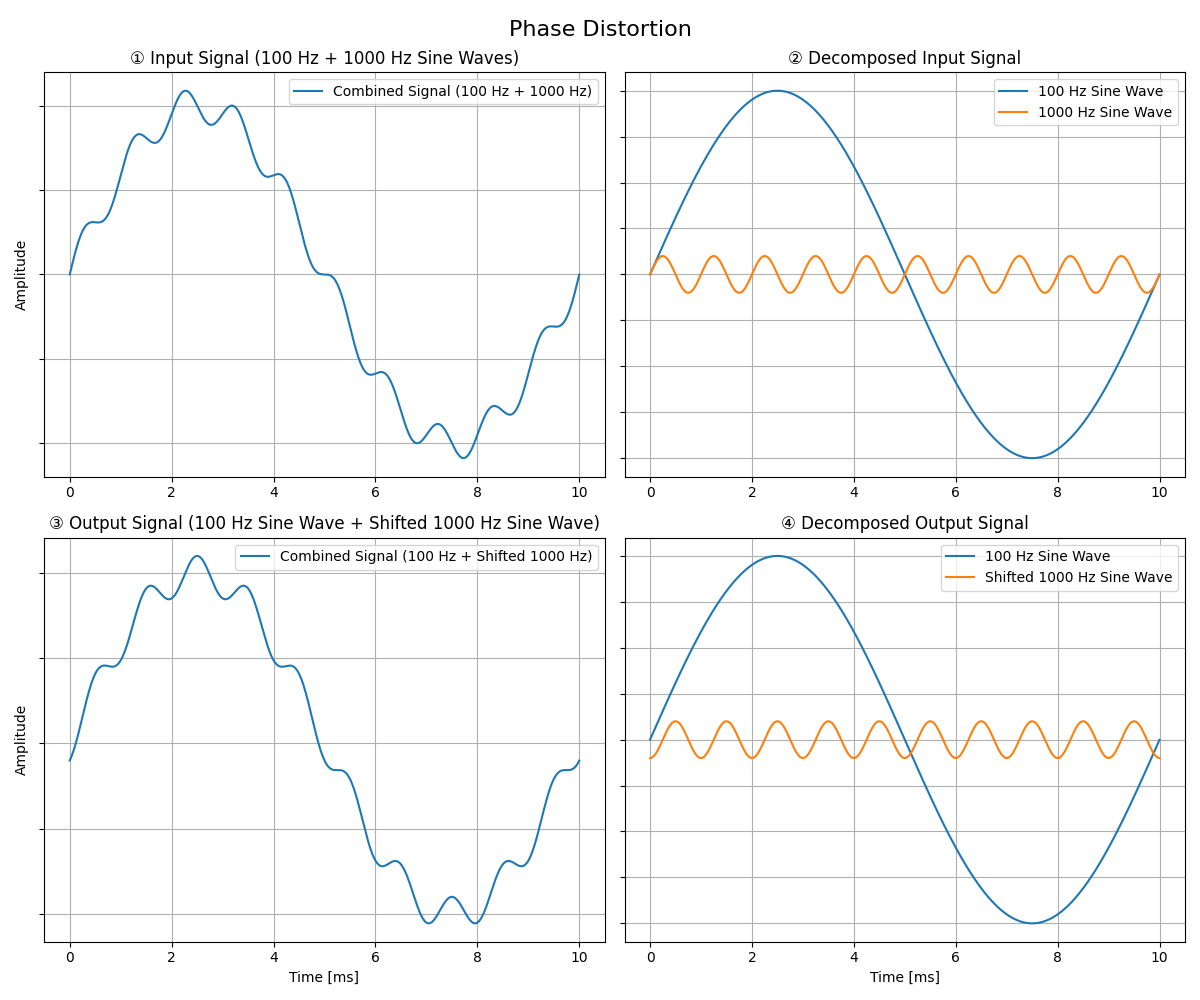 Phase Distortion
① Input Signal (100 Hz + 1000 Hz Sine Waves)
Combined Signal (100 Hz + 1000 Hz)
Amplitude
0 2 4 6 8 10
② Decomposed Input Signal
100 Hz Sine Wave
1000 Hz Sine Wave
0 2 4 6 8 10
③ Output Signal (100 Hz Sine Wave + Shifted 1000 Hz Sine Wave)
Combined Signal (100 Hz + Shifted 1000 Hz)
Amplitude
0 2 4 6 8 10
Time [ms]
④ Decomposed Output Signal
100 Hz Sine Wave
Shifted 1000 Hz Sine Wave
0 2 4 6 8 10
Time [ms]